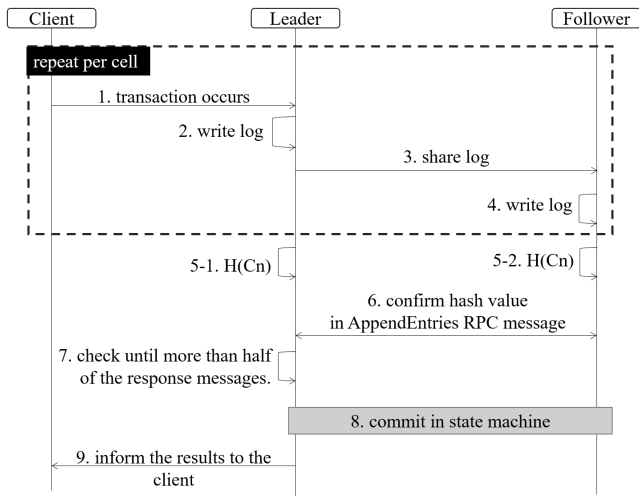 Client
Leader
Follower
repeat per cell
1. transaction occurs
2. write log
3. share log
4. write log
5-1. H(Cn)
5-2. H(Cn)
6. confirm hash value
in AppendEntries RPC message
7. check until more than half
of the response messages.
8. commit in state machine
9. inform the results to the
client